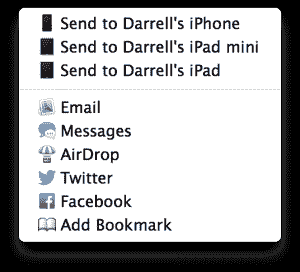 Send to Darrell's iPhone
Send to Darrell's iPad mini
Send to Darrell's iPad
Email
Messages
AirDrop
Twitter
Facebook
Add Bookmark